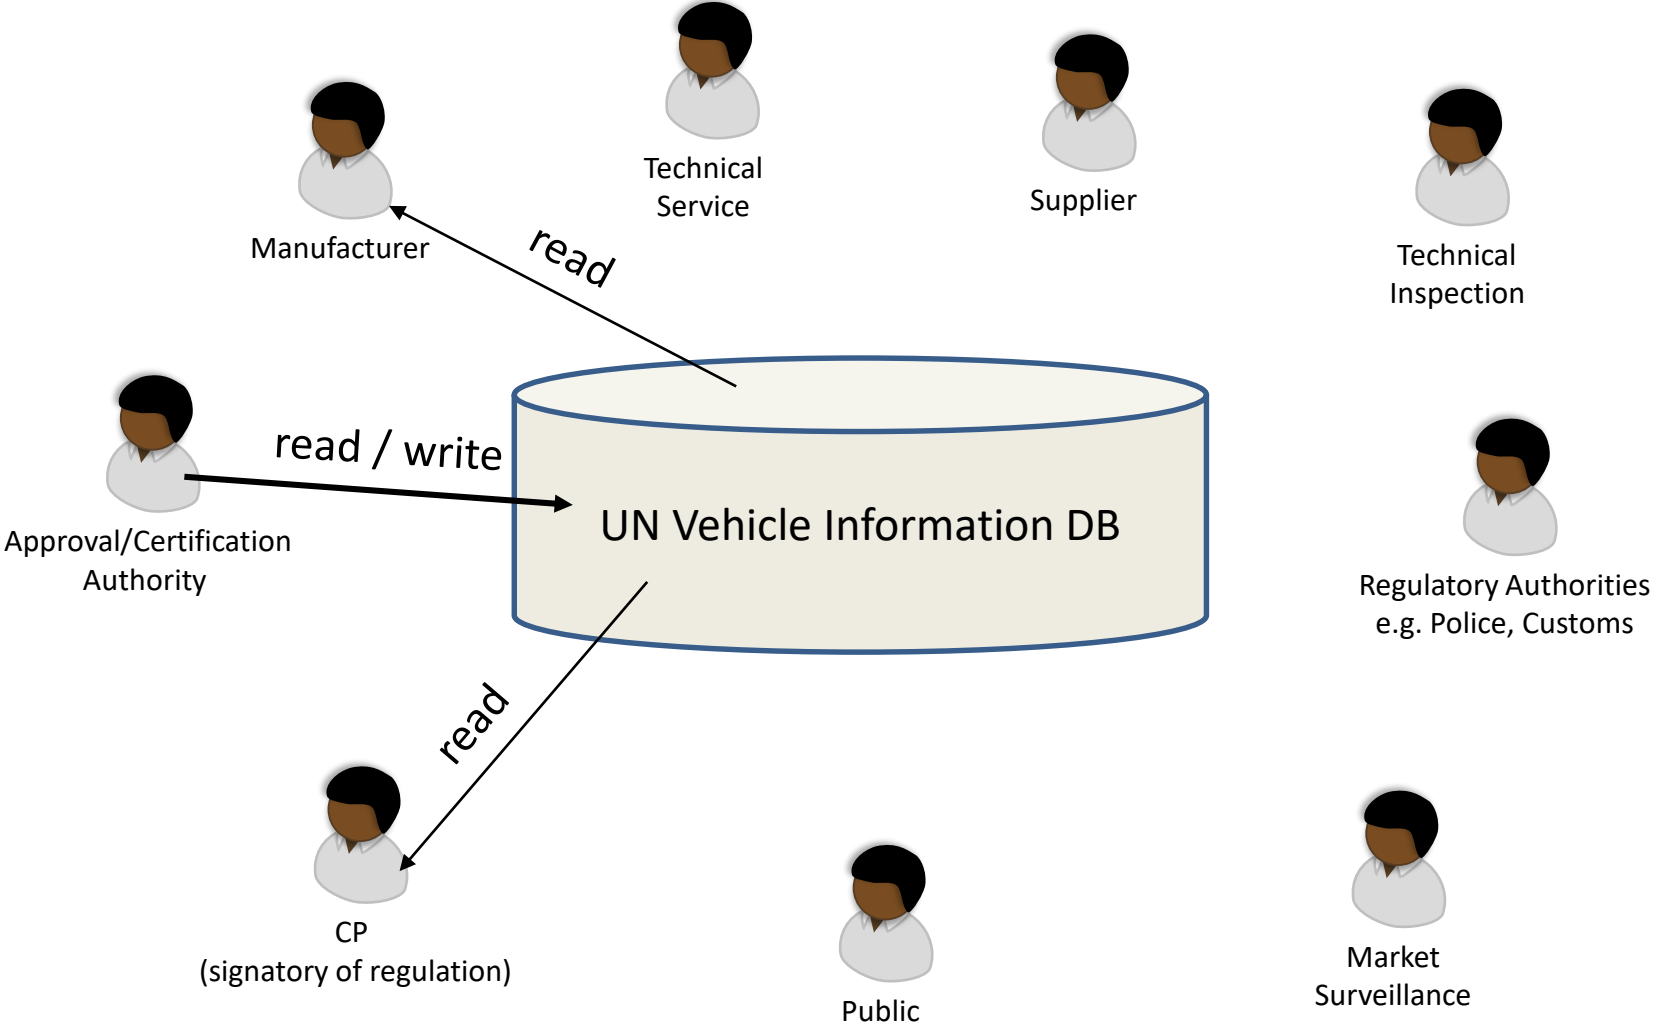 Technical
Service
Supplier
Manufacturer
read
Technical
Inspection
read / write
UN Vehicle Information DB
Approval/Certification
Authority
Regulatory Authorities
e.g. Police, Customs
read
CP
(signatory of regulation)
Public
Market
Surveillance